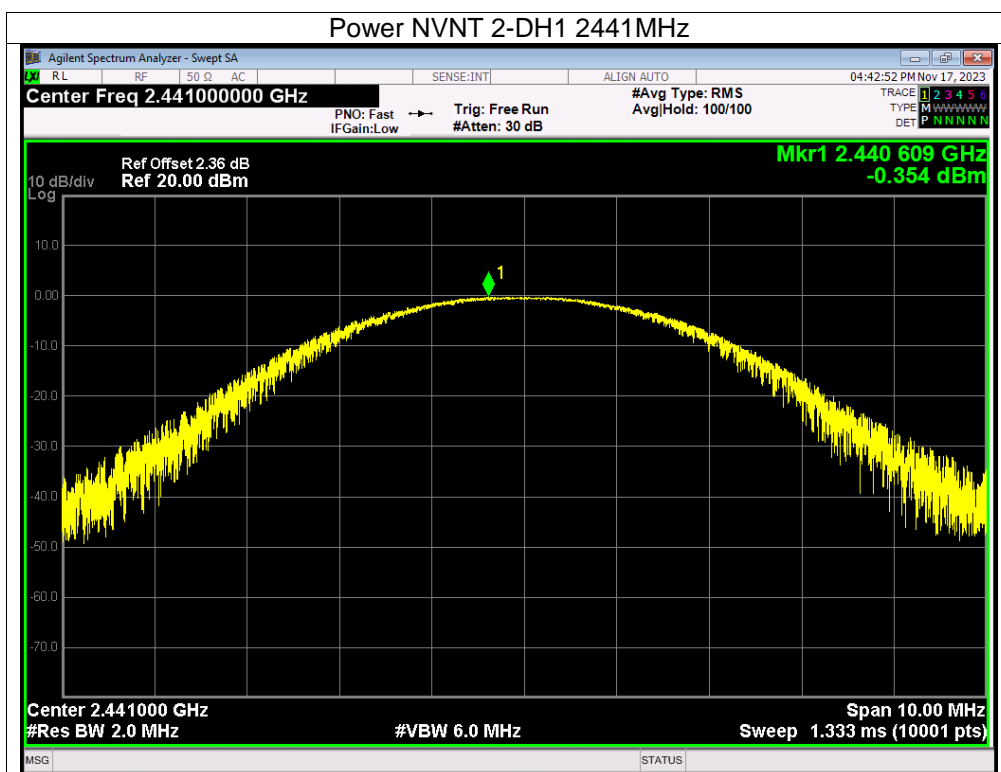 Power NVNT 2-DH1 2441MHz
Agilent Spectrum Analyzer - Swept SA
LXI RL RF 50 Ω AC SENSE:INT ALIGN AUTO 04:42:52 PM Nov 17, 2023
Center Freq 2.441000000 GHz #Avg Type: RMS TRACE 1 2 3 4 5 6
PNO: Fast Trig: Free Run Avg|Hold: 100/100 TYPE M WWWWW
IFGain:Low #Atten: 30 dB DET P N N N N N
Mkr1 2.440 609 GHz
Ref Offset 2.36 dB
10 dB/div Ref 20.00 dBm -0.354 dBm
Log
10.0
1
0.00
-10.0
-20.0
-30.0
-40.0
-50.0
-60.0
-70.0
Center 2.441000 GHz Span 10.00 MHz
#Res BW 2.0 MHz #VBW 6.0 MHz Sweep 1.333 ms (10001 pts)
MSG STATUS